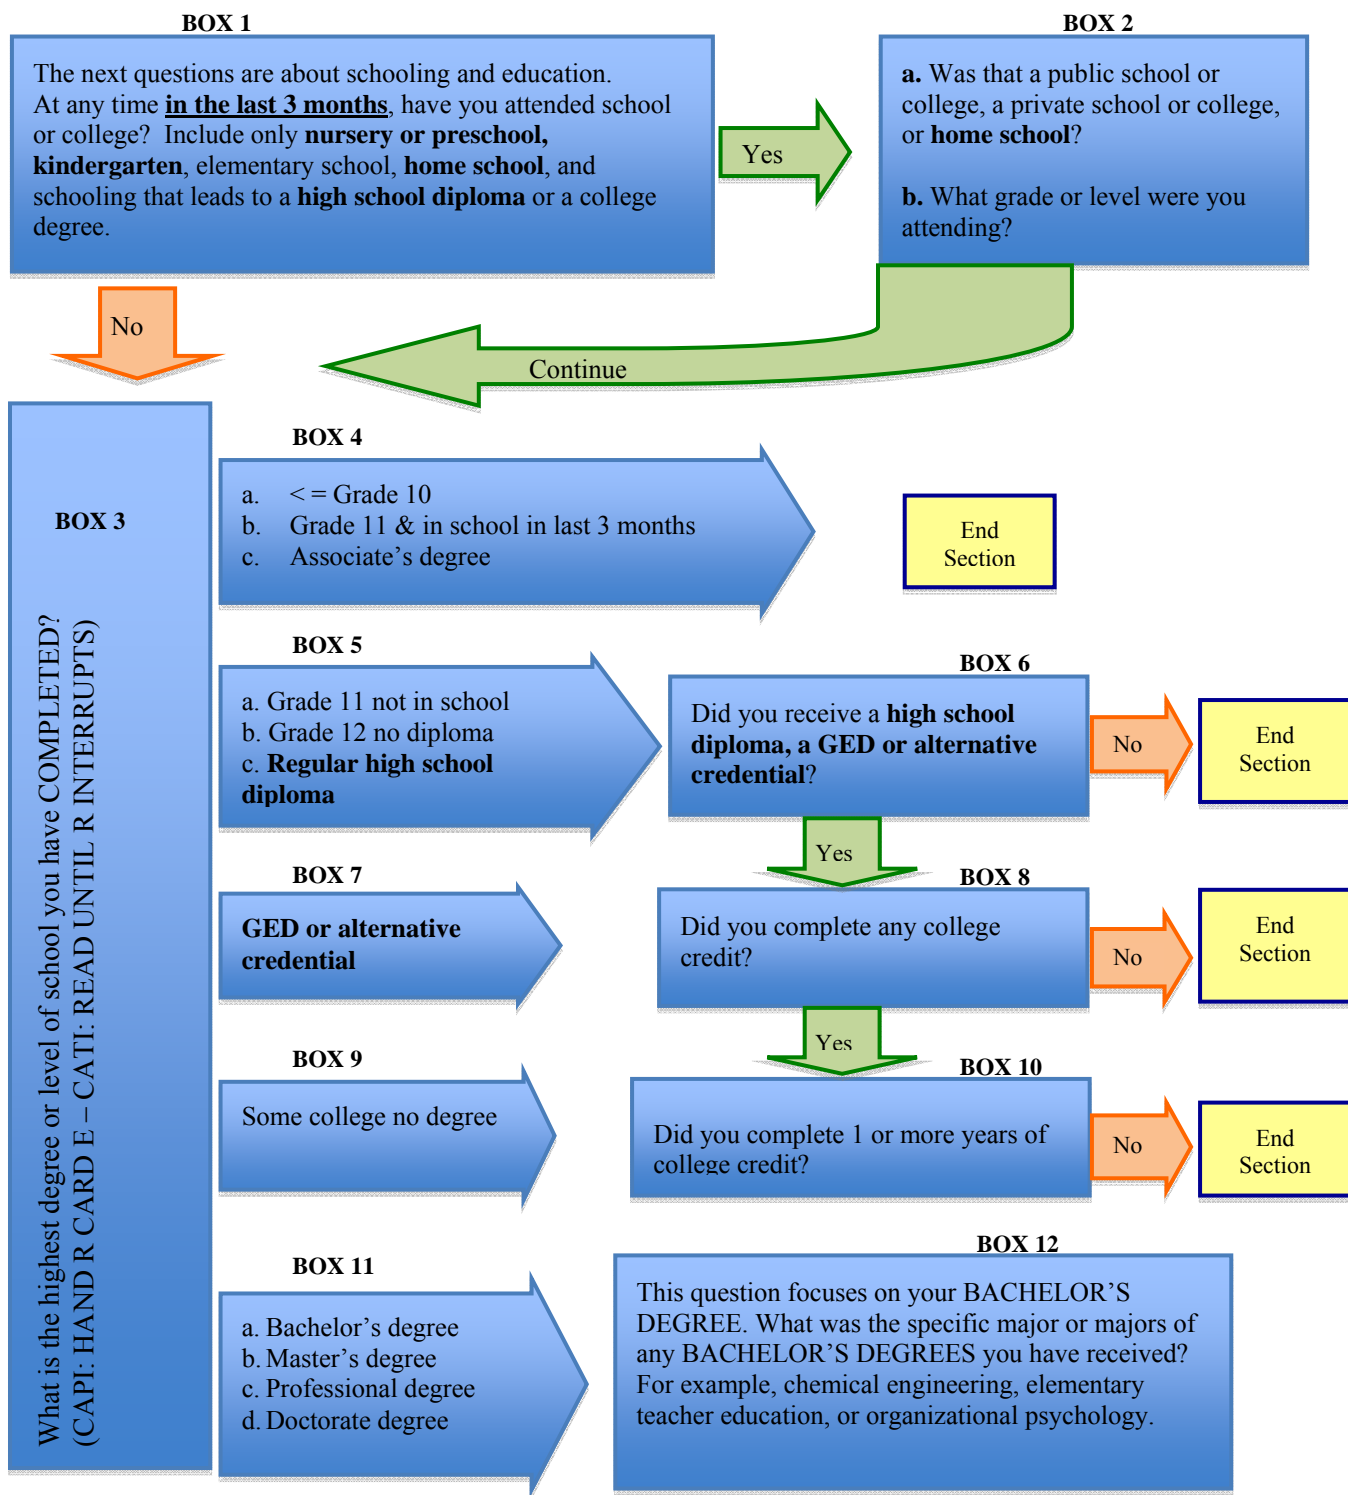 BOX 1
The next questions are about schooling and education.
At any time in the last 3 months, have you attended school
or college?  Include only nursery or preschool,
kindergarten, elementary school, home school, and
schooling that leads to a high school diploma or a college
degree.
Yes
BOX 2
a. Was that a public school or
college, a private school or college,
or home school?
b. What grade or level were you
attending?
No
Continue
BOX 3
What is the highest degree or level of school you have COMPLETED?
(CAPI: HAND R CARD E – CATI: READ UNTIL R INTERRUPTS)
BOX 4
a. < = Grade 10
b. Grade 11 & in school in last 3 months
c. Associate's degree
End
Section
BOX 5
a. Grade 11 not in school
b. Grade 12 no diploma
c. Regular high school
diploma
BOX 6
Did you receive a high school
diploma, a GED or alternative
credential?
No
End
Section
Yes
BOX 7
GED or alternative
credential
BOX 8
Did you complete any college
credit?
No
End
Section
Yes
BOX 9
Some college no degree
BOX 10
Did you complete 1 or more years of
college credit?
No
End
Section
BOX 11
a. Bachelor's degree
b. Master's degree
c. Professional degree
d. Doctorate degree
BOX 12
This question focuses on your BACHELOR'S
DEGREE. What was the specific major or majors of
any BACHELOR'S DEGREES you have received?
For example, chemical engineering, elementary
teacher education, or organizational psychology.